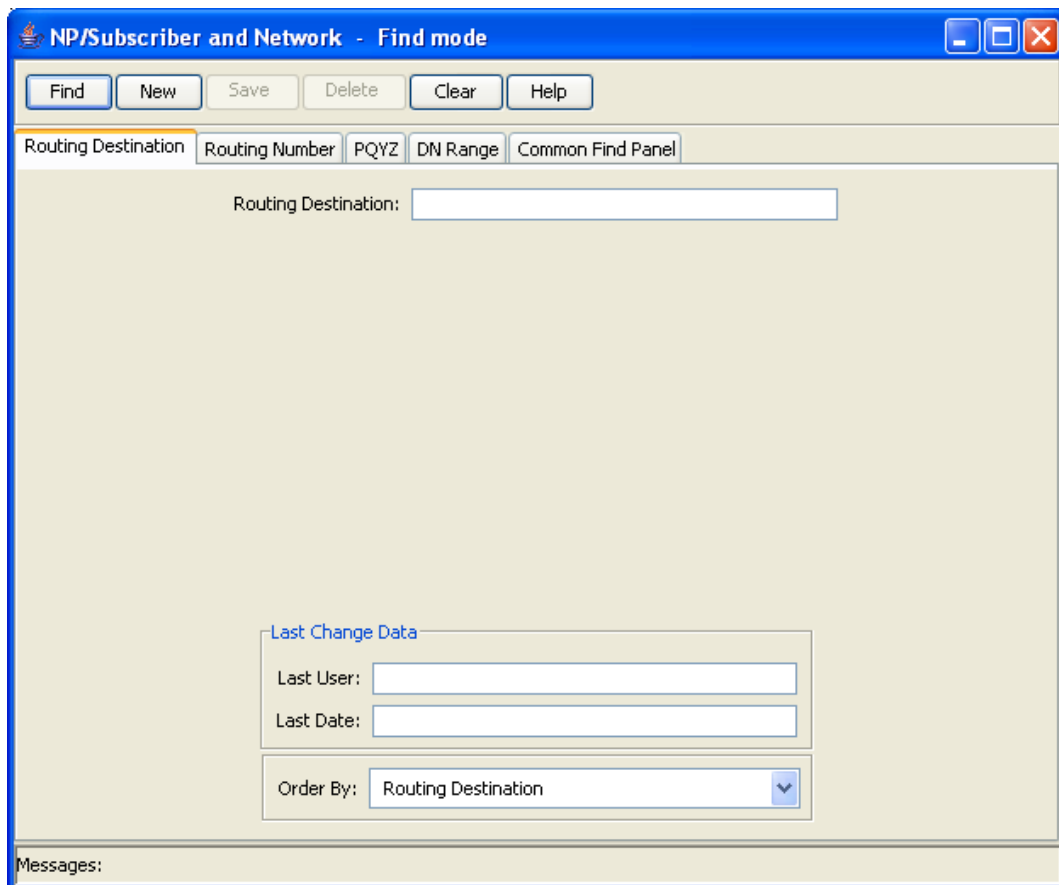 NP/Subscriber and Network - Find mode
Find New Save Delete Clear Help
Routing Destination Routing Number PQYZ DN Range Common Find Panel
Routing Destination:
Last Change Data
Last User:
Last Date:
Order By: Routing Destination
Messages: